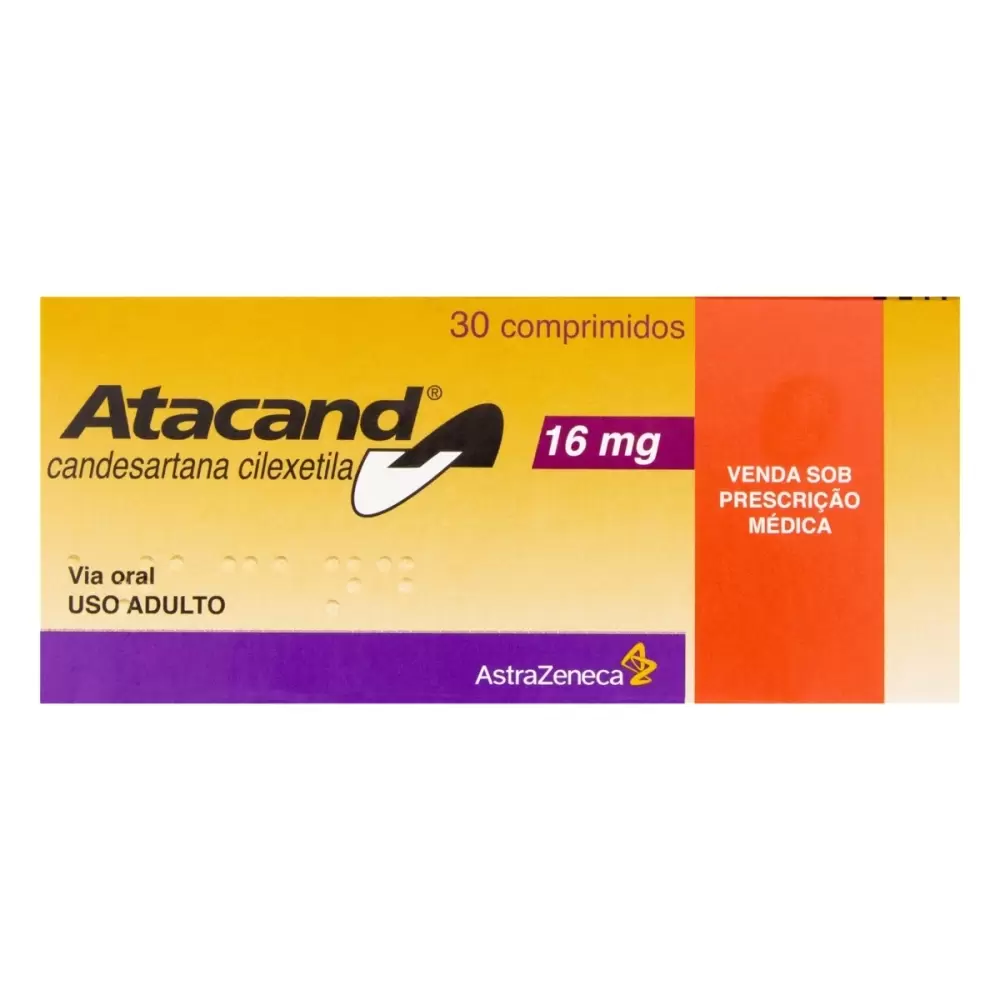 30 comprimidos
Atacand®
candesartana cilexetila
16 mg
VENDA SOB
PRESCRIÇÃO
MÉDICA
Via oral
USO ADULTO
AstraZeneca